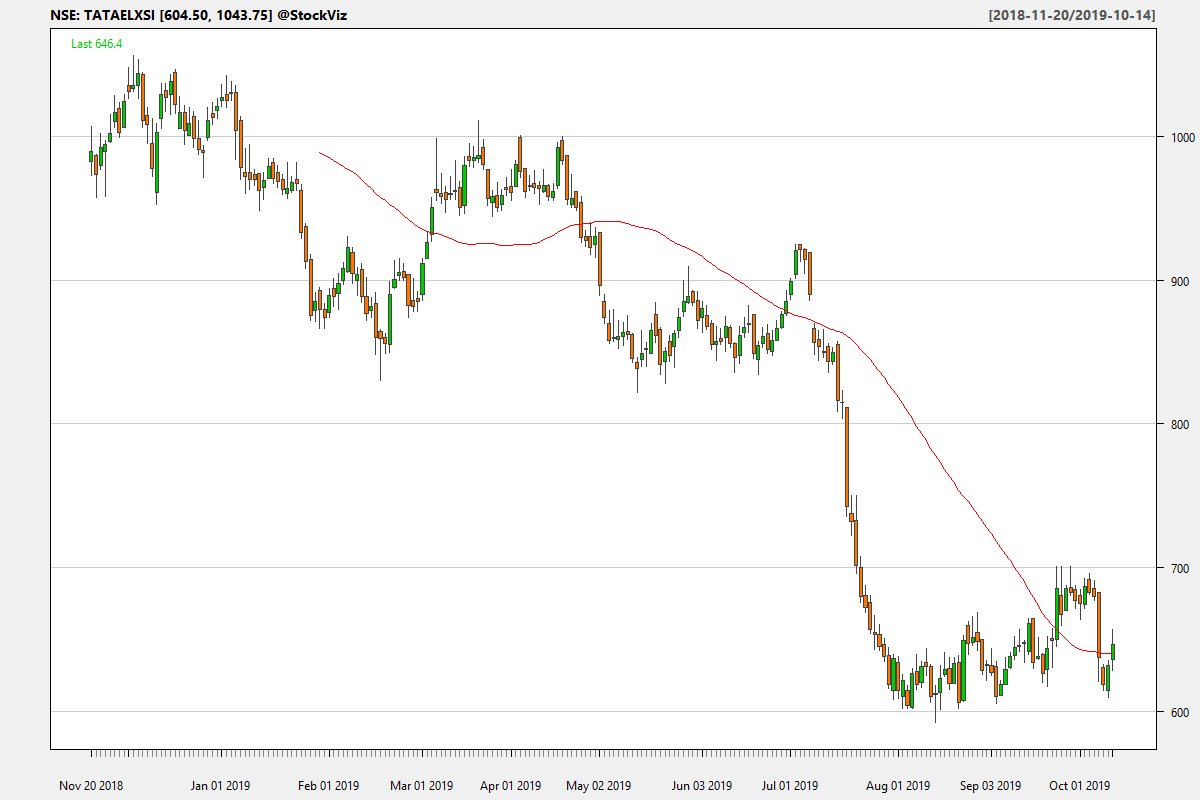 NSE: TATAELXSI [604.50, 1043.75] @StockViz [2018-11-20/2019-10-14]
Last 646.4
1000
900
800
700
600
Nov 20 2018 Jan 01 2019 Feb 01 2019 Mar 01 2019 Apr 01 2019 May 02 2019 Jun 03 2019 Jul 01 2019 Aug 01 2019 Sep 03 2019 Oct 01 2019